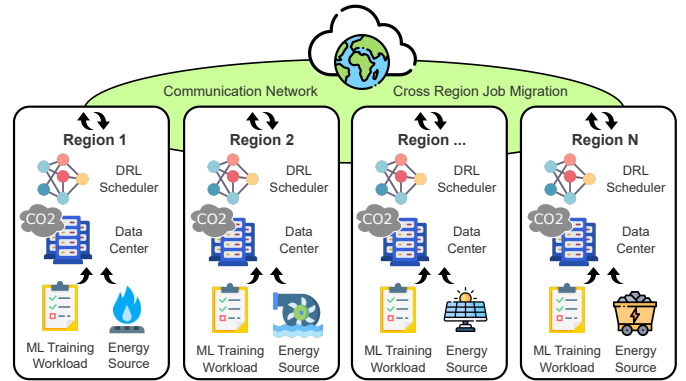 Communication Network
Cross Region Job Migration
Region 1
DRL
Scheduler
CO2
Data
Center
ML Training
Workload
Energy
Source
Region 2
DRL
Scheduler
CO2
Data
Center
ML Training
Workload
Energy
Source
Region ...
DRL
Scheduler
CO2
Data
Center
ML Training
Workload
Energy
Source
Region N
DRL
Scheduler
CO2
Data
Center
ML Training
Workload
Energy
Source